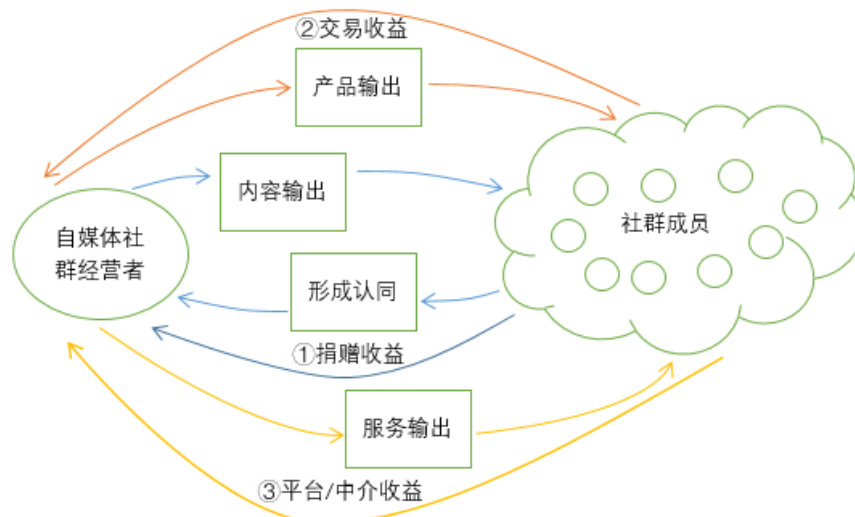 ②交易收益
产品输出
内容输出
自媒体社
群经营者
社群成员
形成认同
①捐赠收益
服务输出
③平台/中介收益